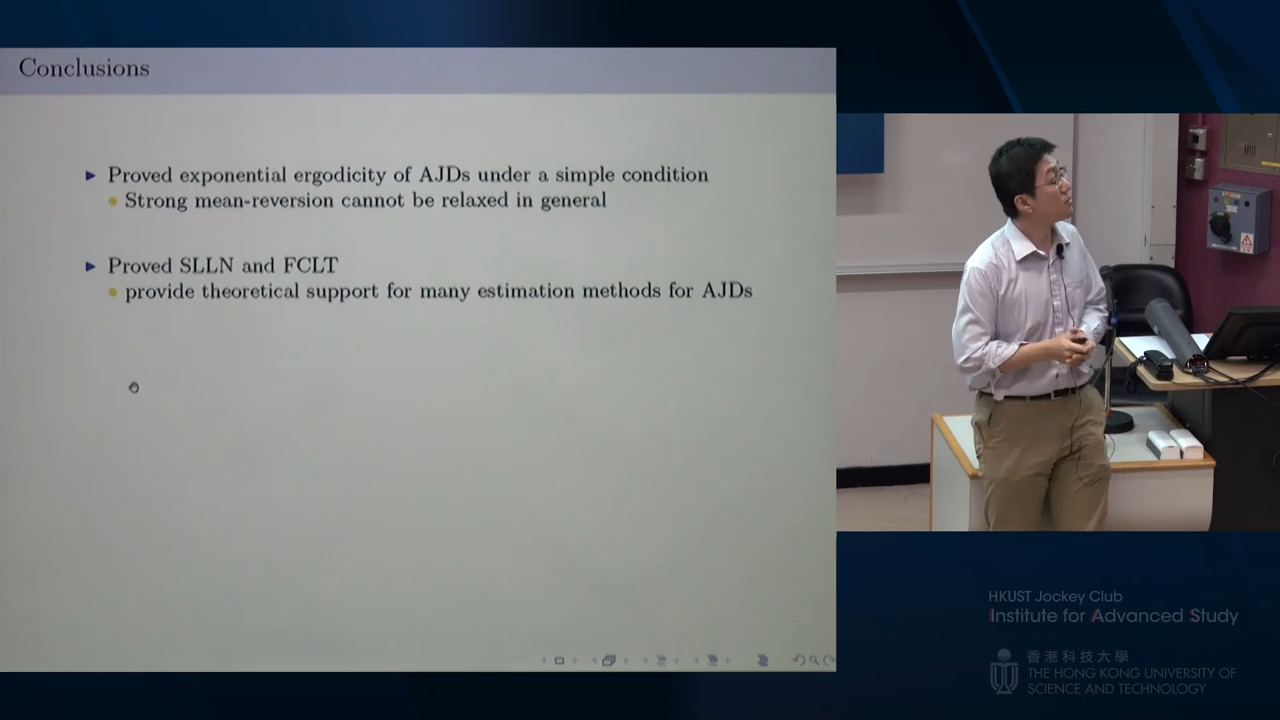 Conclusions
Proved exponential ergodicity of AJDs under a simple condition
Strong mean-reversion cannot be relaxed in general
Proved SLLN and FCLT
provide theoretical support for many estimation methods for AJDs
HKUST Jockey Club
Institute for Advanced Study
香港科技大學
THE HONG KONG UNIVERSITY OF
SCIENCE AND TECHNOLOGY